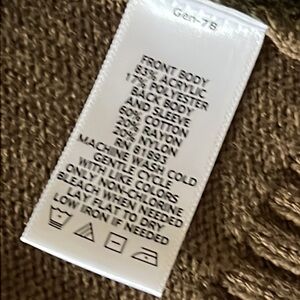 Gen-78
FRONT BODY
83% ACRYLIC
17% POLYESTER
BACK BODY
AND SLEEVE
60% COTTON
20% RAYON
20% NYLON
RN 81893
MACHINE WASH COLD
GENTLE CYCLE
WITH LIKE COLORS
ONLY NON-CHLORINE
BLEACH WHEN NEEDED
LAY FLAT TO DRY
LOW IRON IF NEEDED